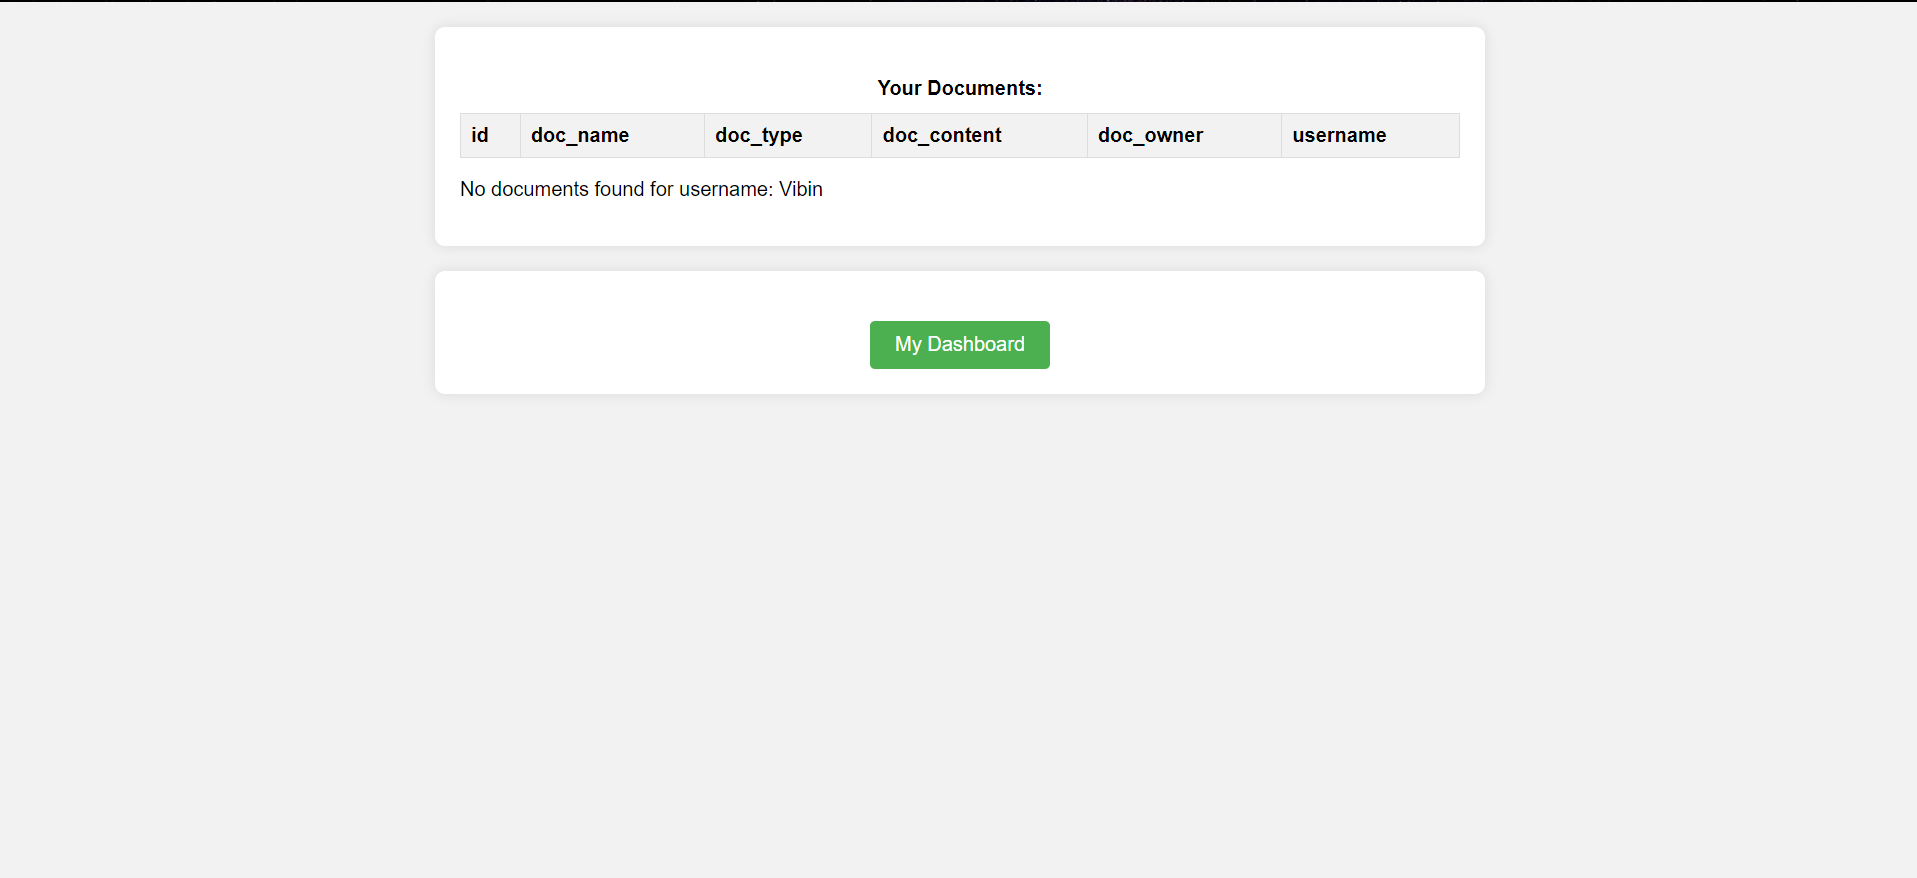 Your Documents:
id doc_name doc_type doc_content doc_owner username
No documents found for username: Vibin
My Dashboard